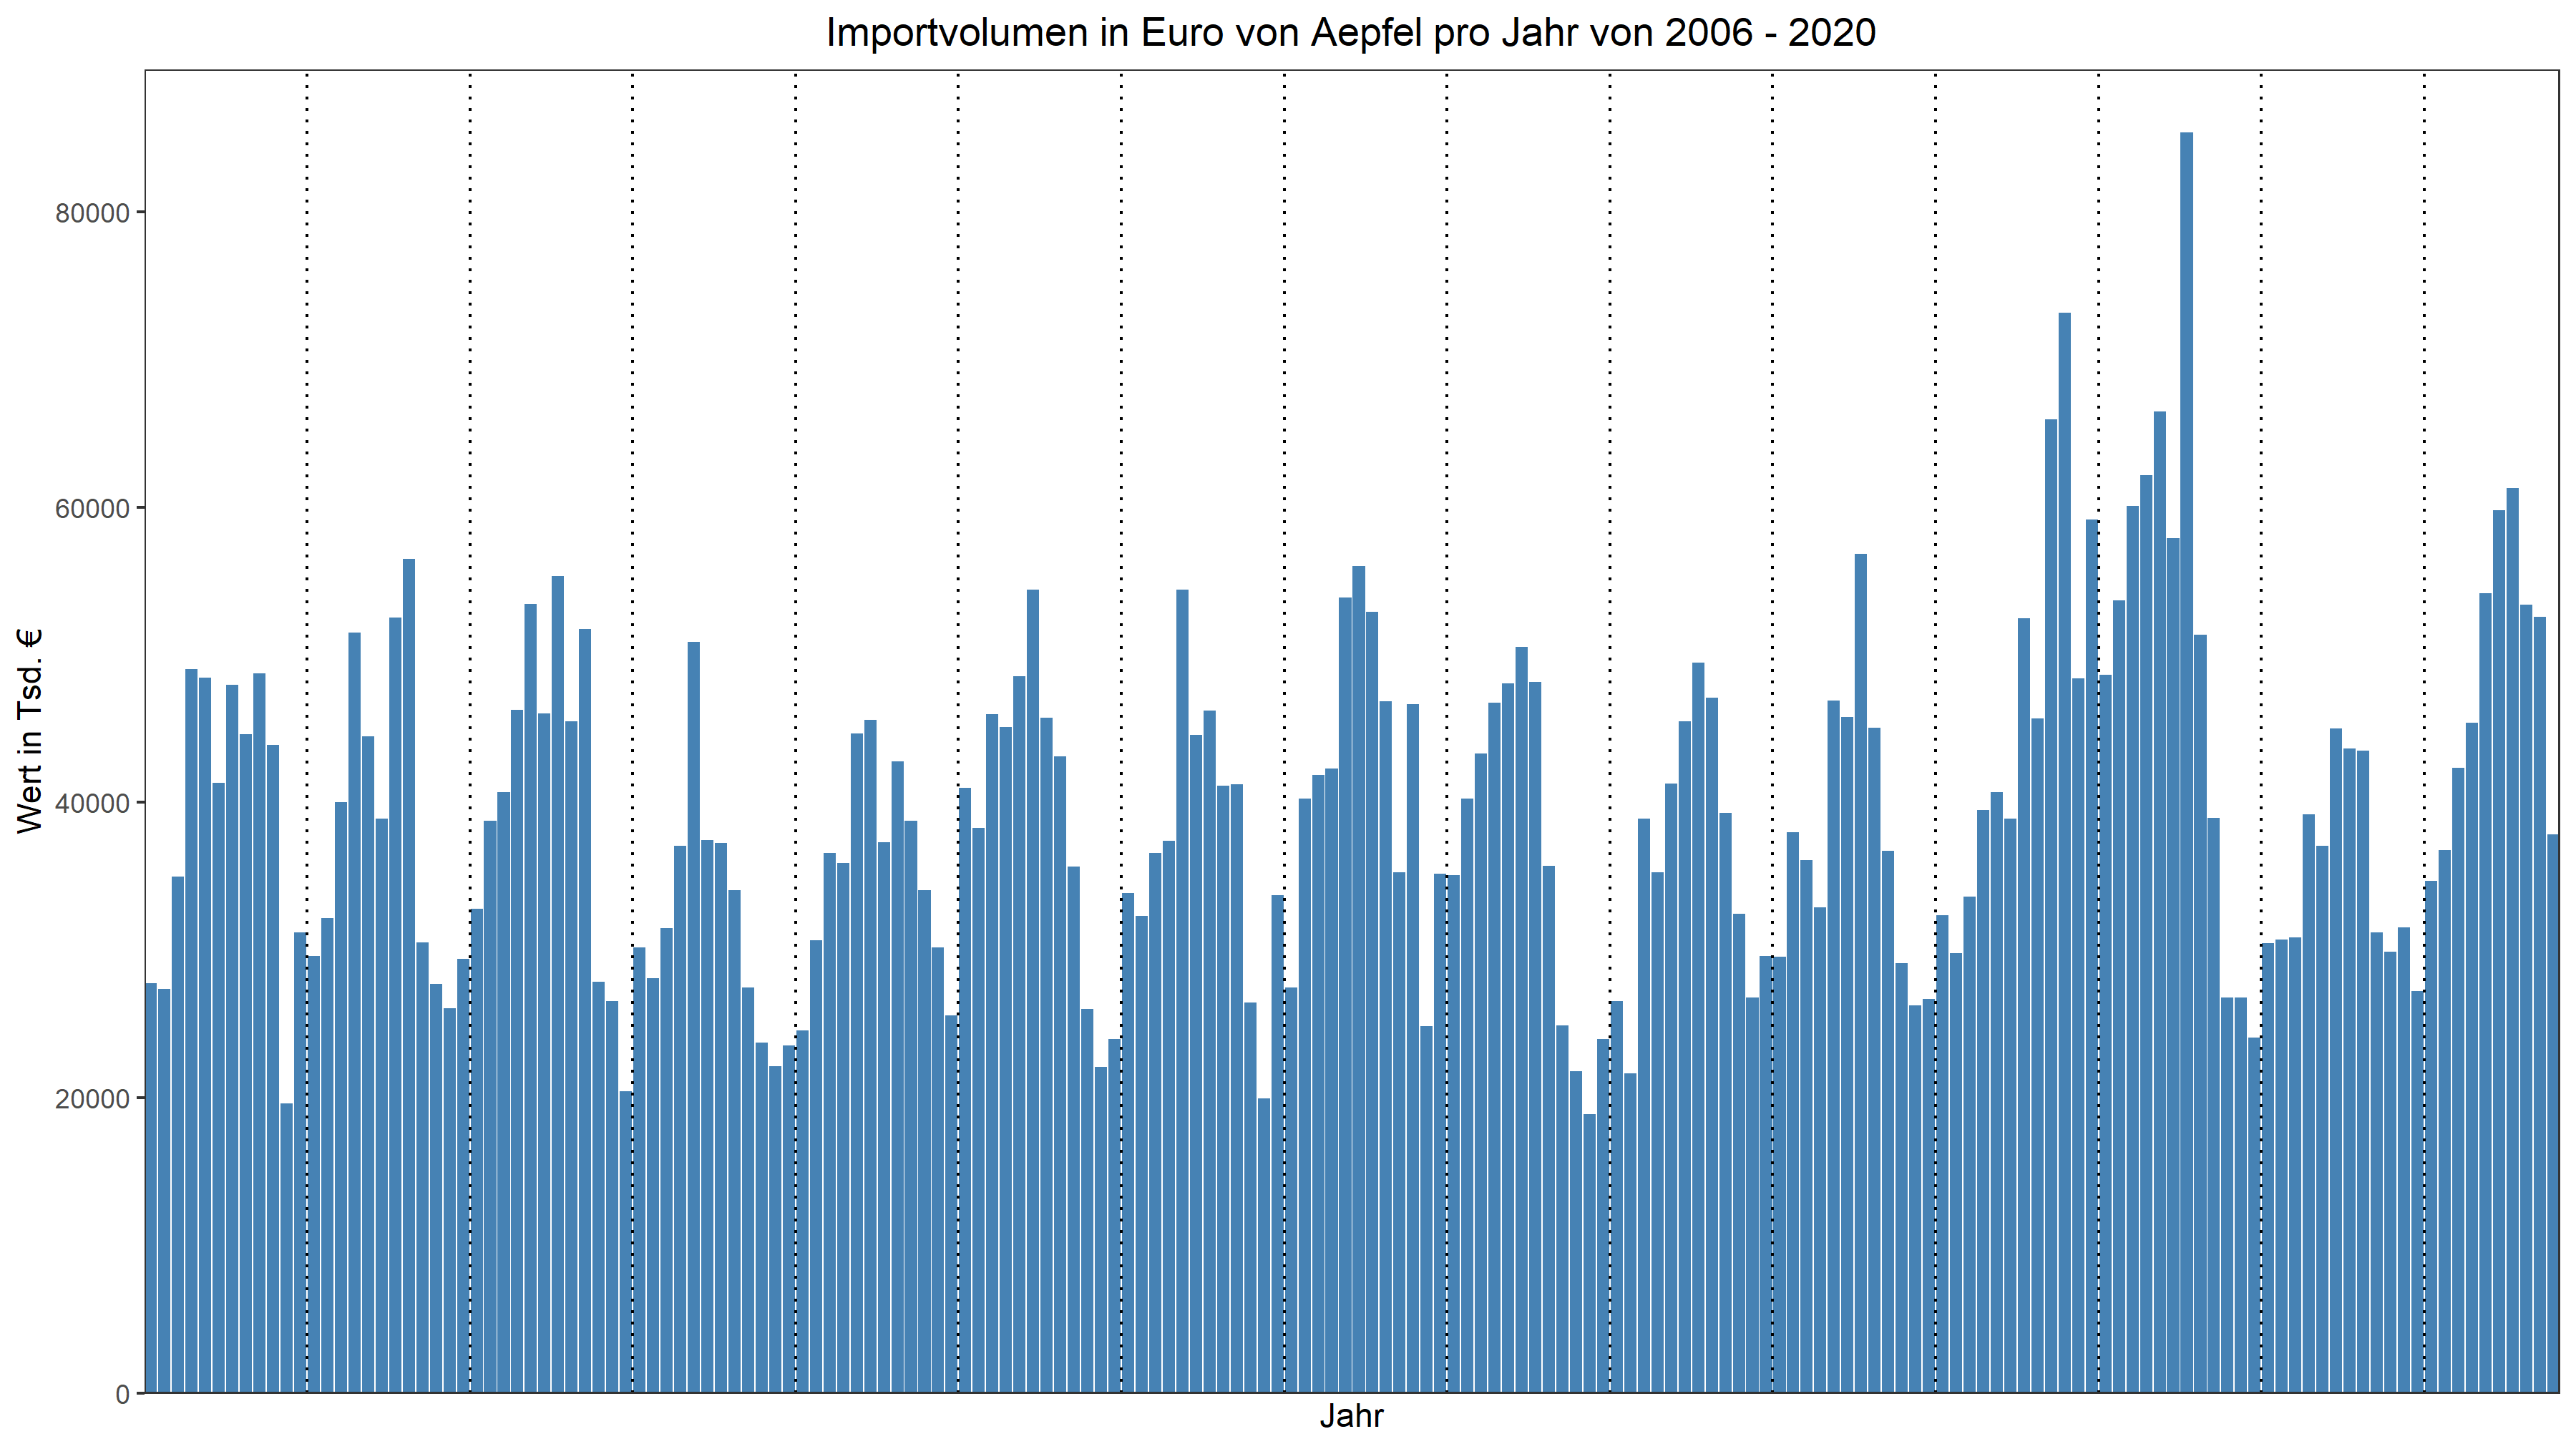 Importvolumen in Euro von Aepfel pro Jahr von 2006 - 2020
Wert in Tsd. €
80000
60000
40000
20000
0
Jahr